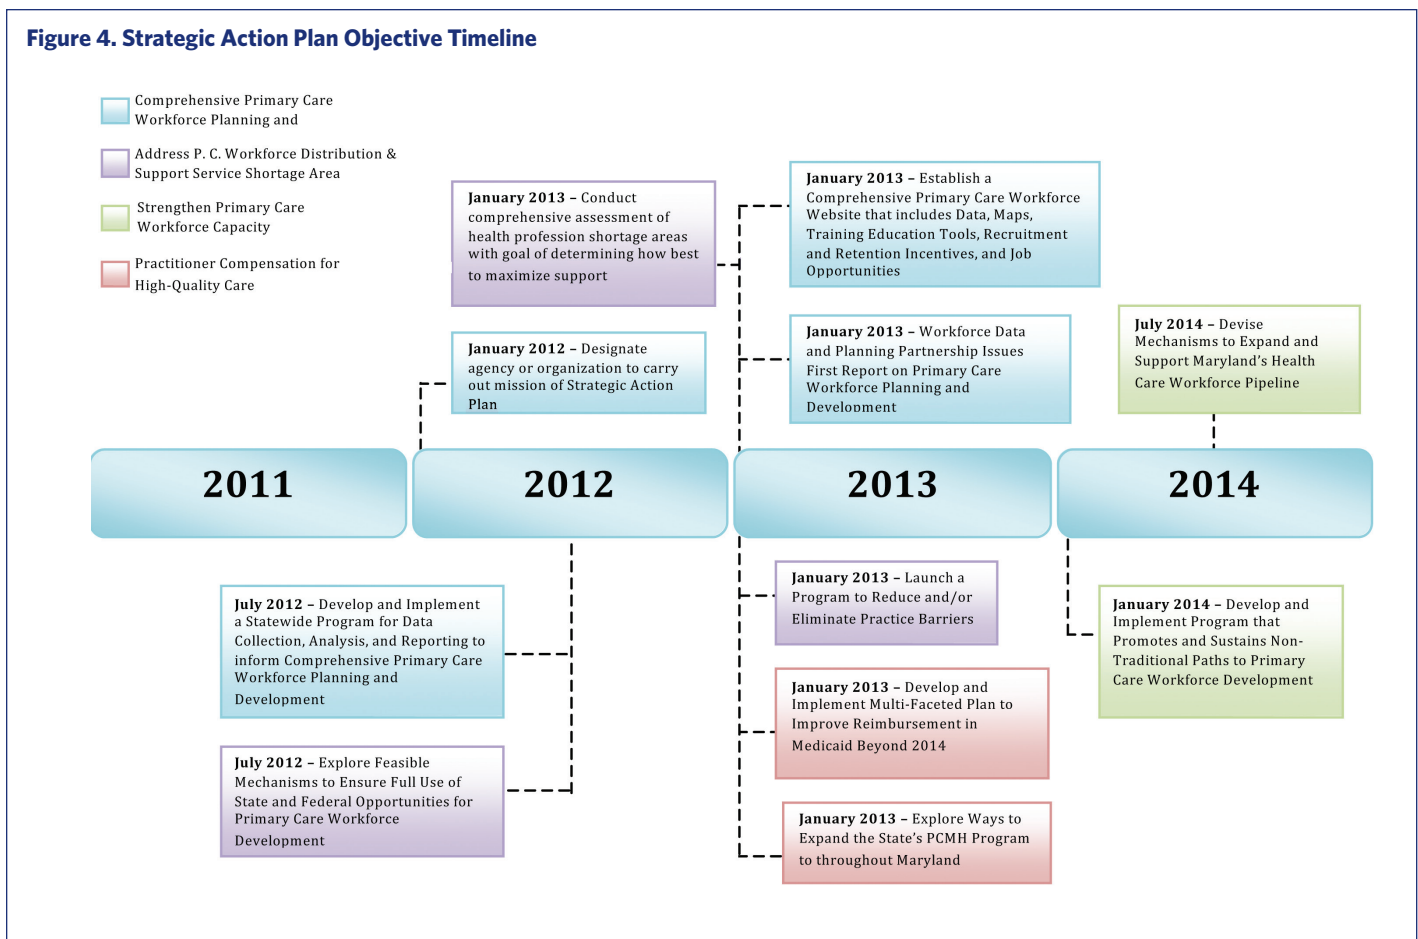 Figure 4. Strategic Action Plan Objective Timeline
Comprehensive Primary Care
Workforce Planning and
Address P. C. Workforce Distribution &
Support Service Shortage Area
Strengthen Primary Care
Workforce Capacity
Practitioner Compensation for
High-Quality Care
January 2013 – Conduct
comprehensive assessment of
health profession shortage areas
with goal of determining how best
to maximize support
January 2012 – Designate
agency or organization to carry
out mission of Strategic Action
Plan
January 2013 – Establish a
Comprehensive Primary Care Workforce
Website that includes Data, Maps,
Training Education Tools, Recruitment
and Retention Incentives, and Job
Opportunities
January 2013 – Workforce Data
and Planning Partnership Issues
First Report on Primary Care
Workforce Planning and
Development
July 2014 – Devise
Mechanisms to Expand and
Support Maryland's Health
Care Workforce Pipeline
2011
2012
2013
2014
July 2012 – Develop and Implement
a Statewide Program for Data
Collection, Analysis, and Reporting to
inform Comprehensive Primary Care
Workforce Planning and
Development
July 2012 – Explore Feasible
Mechanisms to Ensure Full Use of
State and Federal Opportunities for
Primary Care Workforce
Development
January 2013 – Launch a
Program to Reduce and/or
Eliminate Practice Barriers
January 2013 – Develop and
Implement Multi-Faceted Plan to
Improve Reimbursement in
Medicaid Beyond 2014
January 2013 – Explore Ways to
Expand the State's PCMH Program
to throughout Maryland
January 2014 – Develop and
Implement Program that
Promotes and Sustains Non-
Traditional Paths to Primary
Care Workforce Development